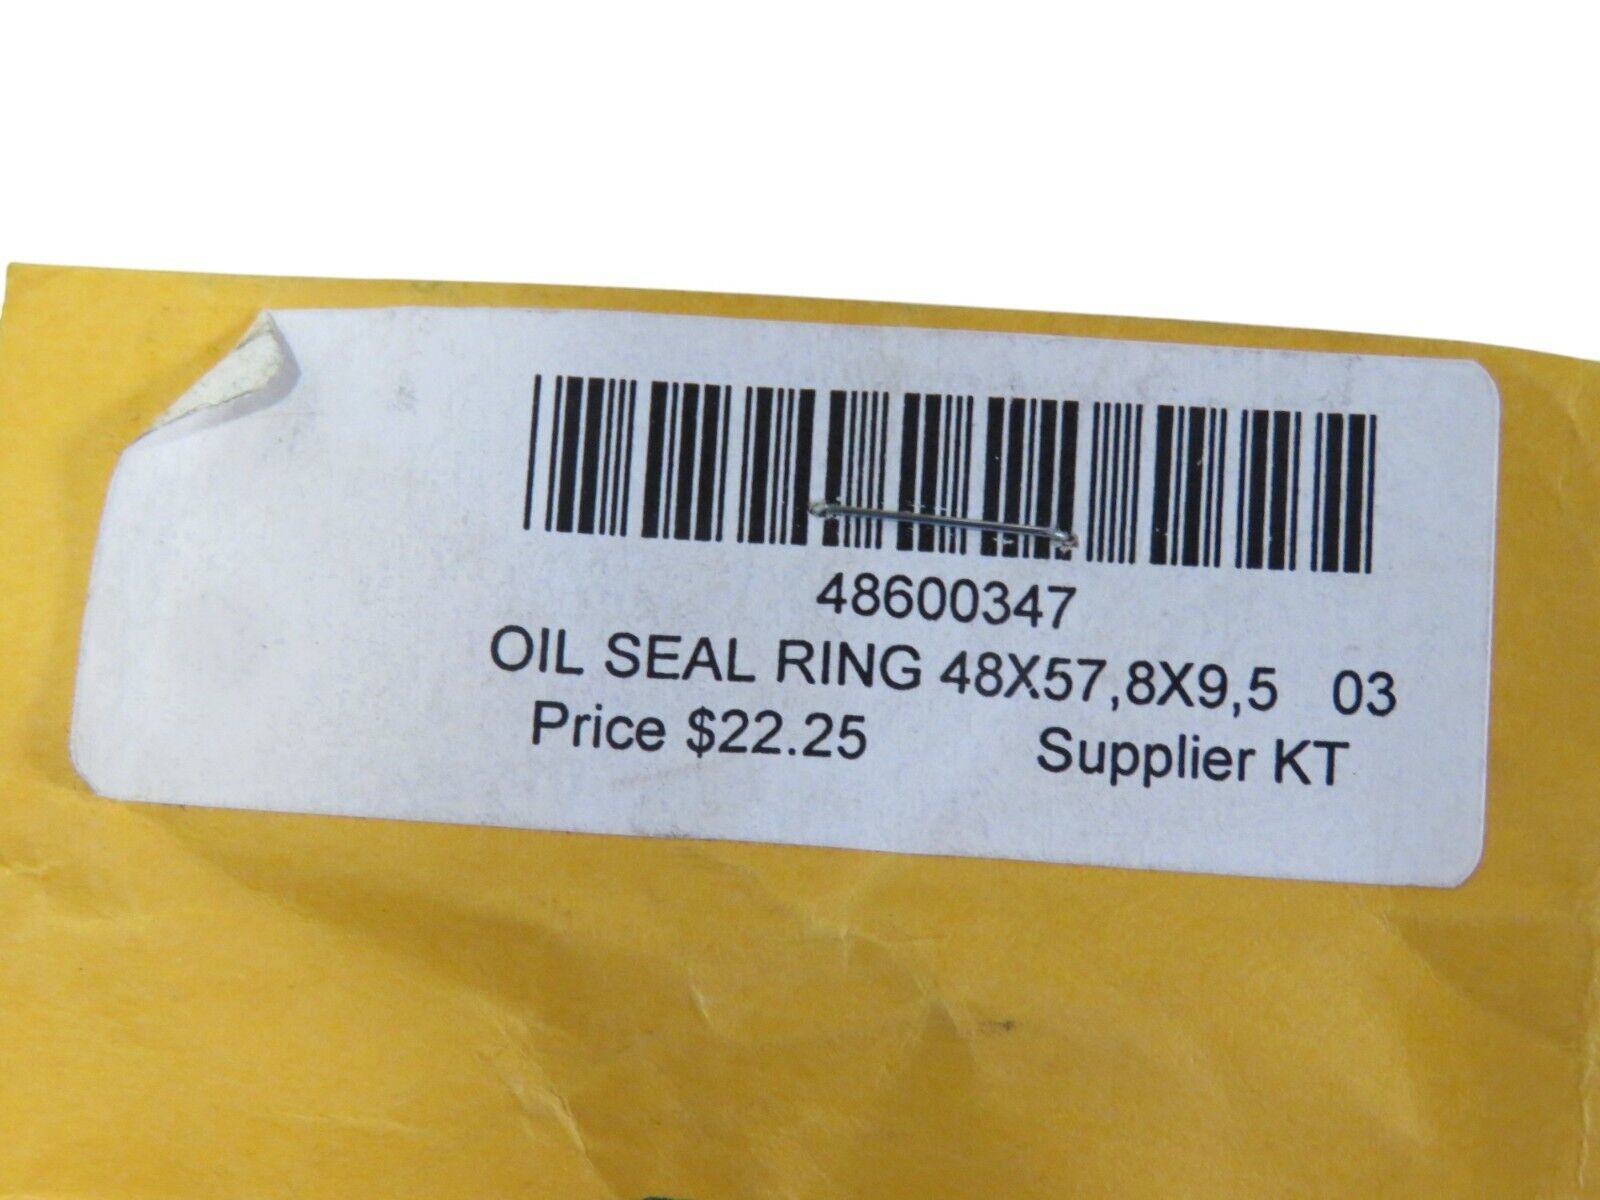 48600347
OIL SEAL RING 48X57,8X9,5 03
Price $22.25 Supplier KT